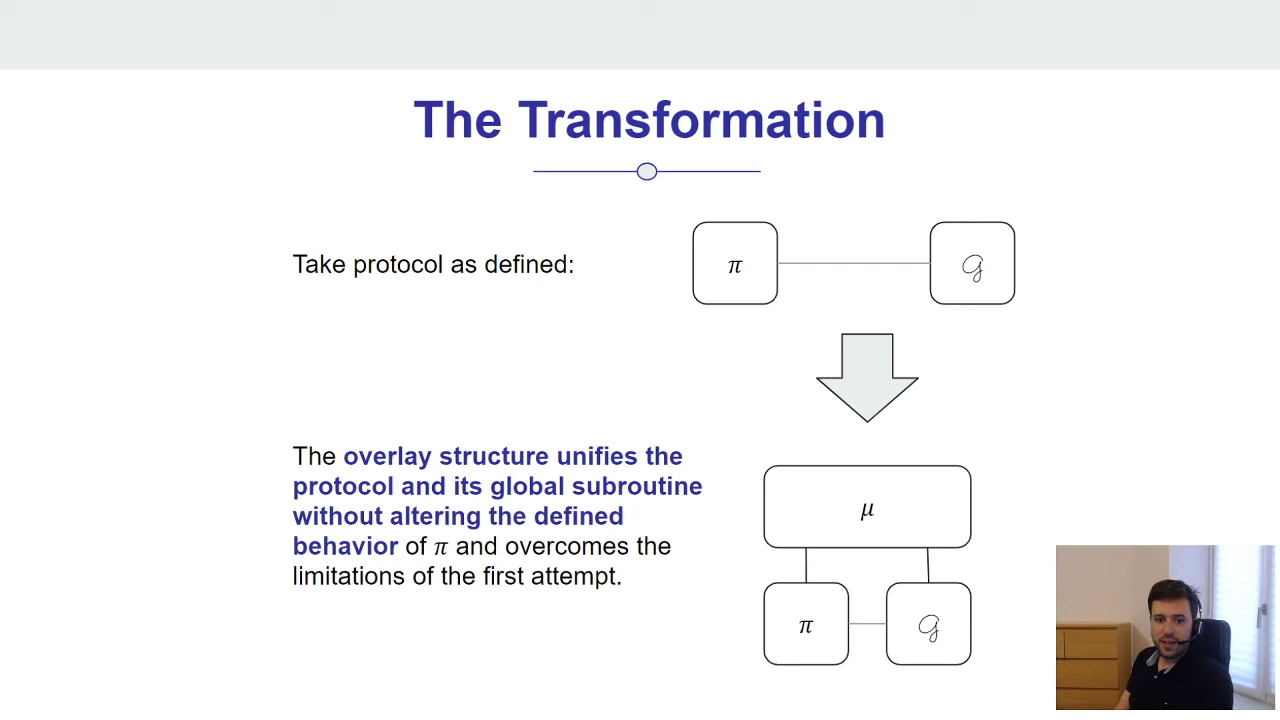 The Transformation
Take protocol as defined:
π
𝒢
The overlay structure unifies the
protocol and its global subroutine
without altering the defined
behavior of π and overcomes the
limitations of the first attempt.
μ
π
𝒢